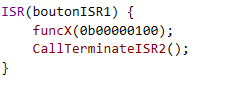 ISR(boutonISR1) {
    funcX(0b00000100);
    CallTerminateISR2();
}